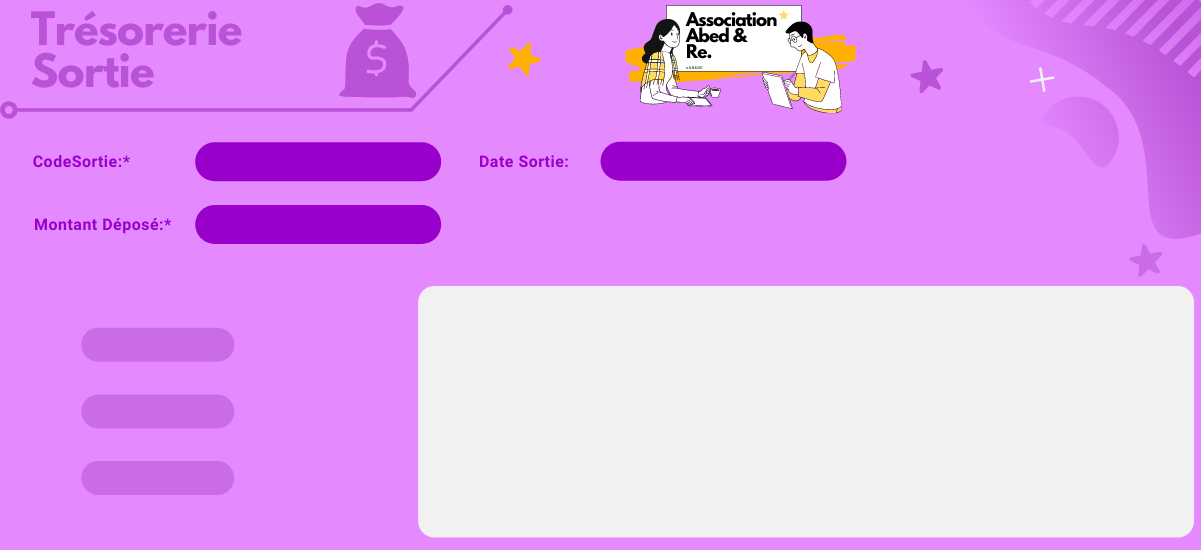 Trésorerie
Sortie
$
Association
Abed &
Re.
CodeSortie:*
Date Sortie:
Montant Déposé:*